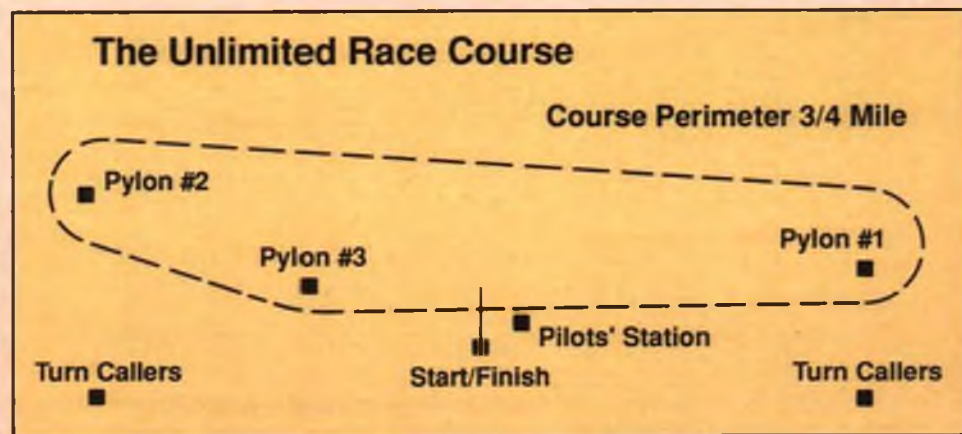 The Unlimited Race Course
Course Perimeter 3/4 Mile
Pylon #2
Pylon #1
Pylon #3
Pilots' Station
Start/Finish
Turn Callers
Turn Callers